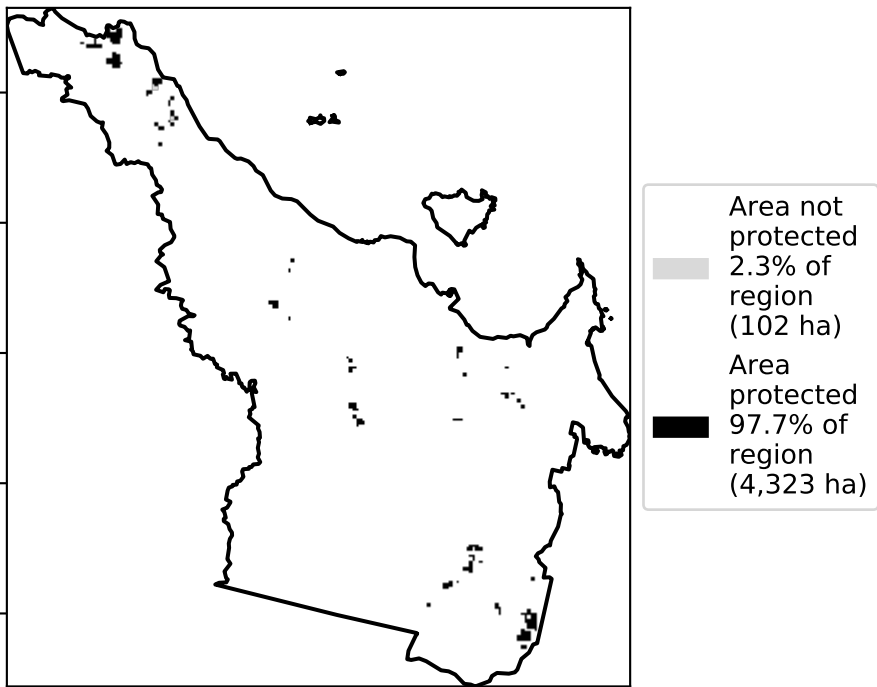 Area not
protected
2.3% of
region
(102 ha)
Area
protected
97.7% of
region
(4,323 ha)